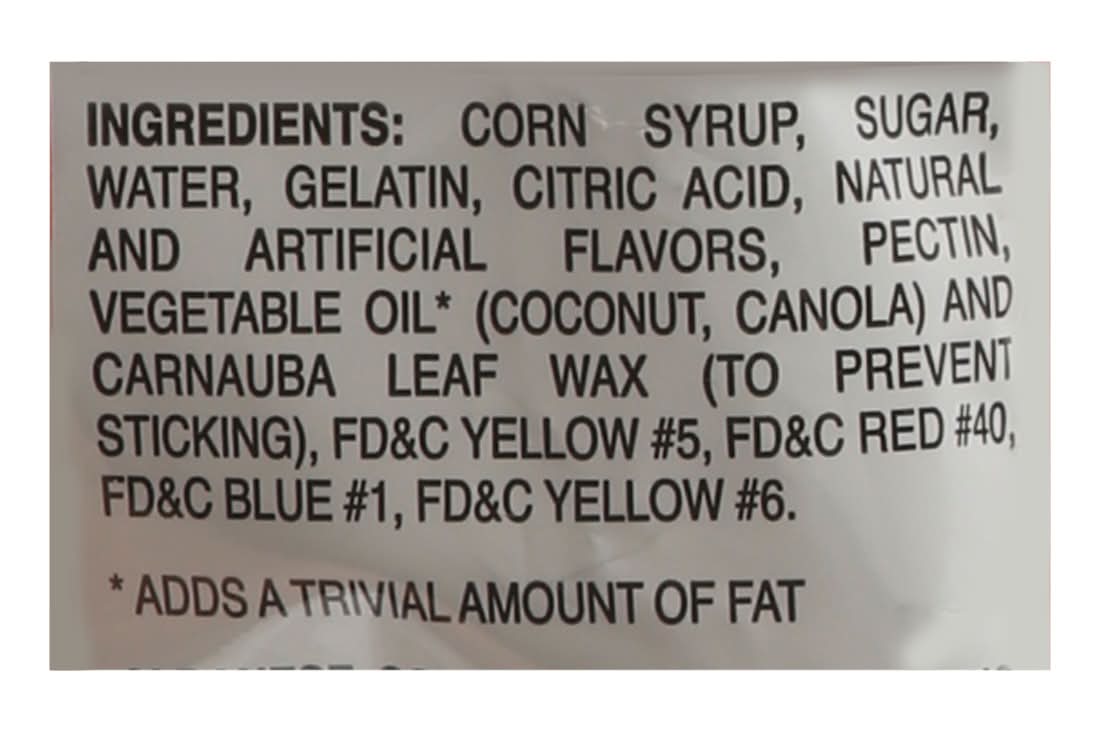 INGREDIENTS: CORN SYRUP, SUGAR,
WATER, GELATIN, CITRIC ACID, NATURAL
AND ARTIFICIAL FLAVORS, PECTIN,
VEGETABLE OIL* (COCONUT, CANOLA) AND
CARNAUBA LEAF WAX (TO PREVENT
STICKING), FD&C YELLOW #5, FD&C RED #40,
FD&C BLUE #1, FD&C YELLOW #6.
* ADDS A TRIVIAL AMOUNT OF FAT